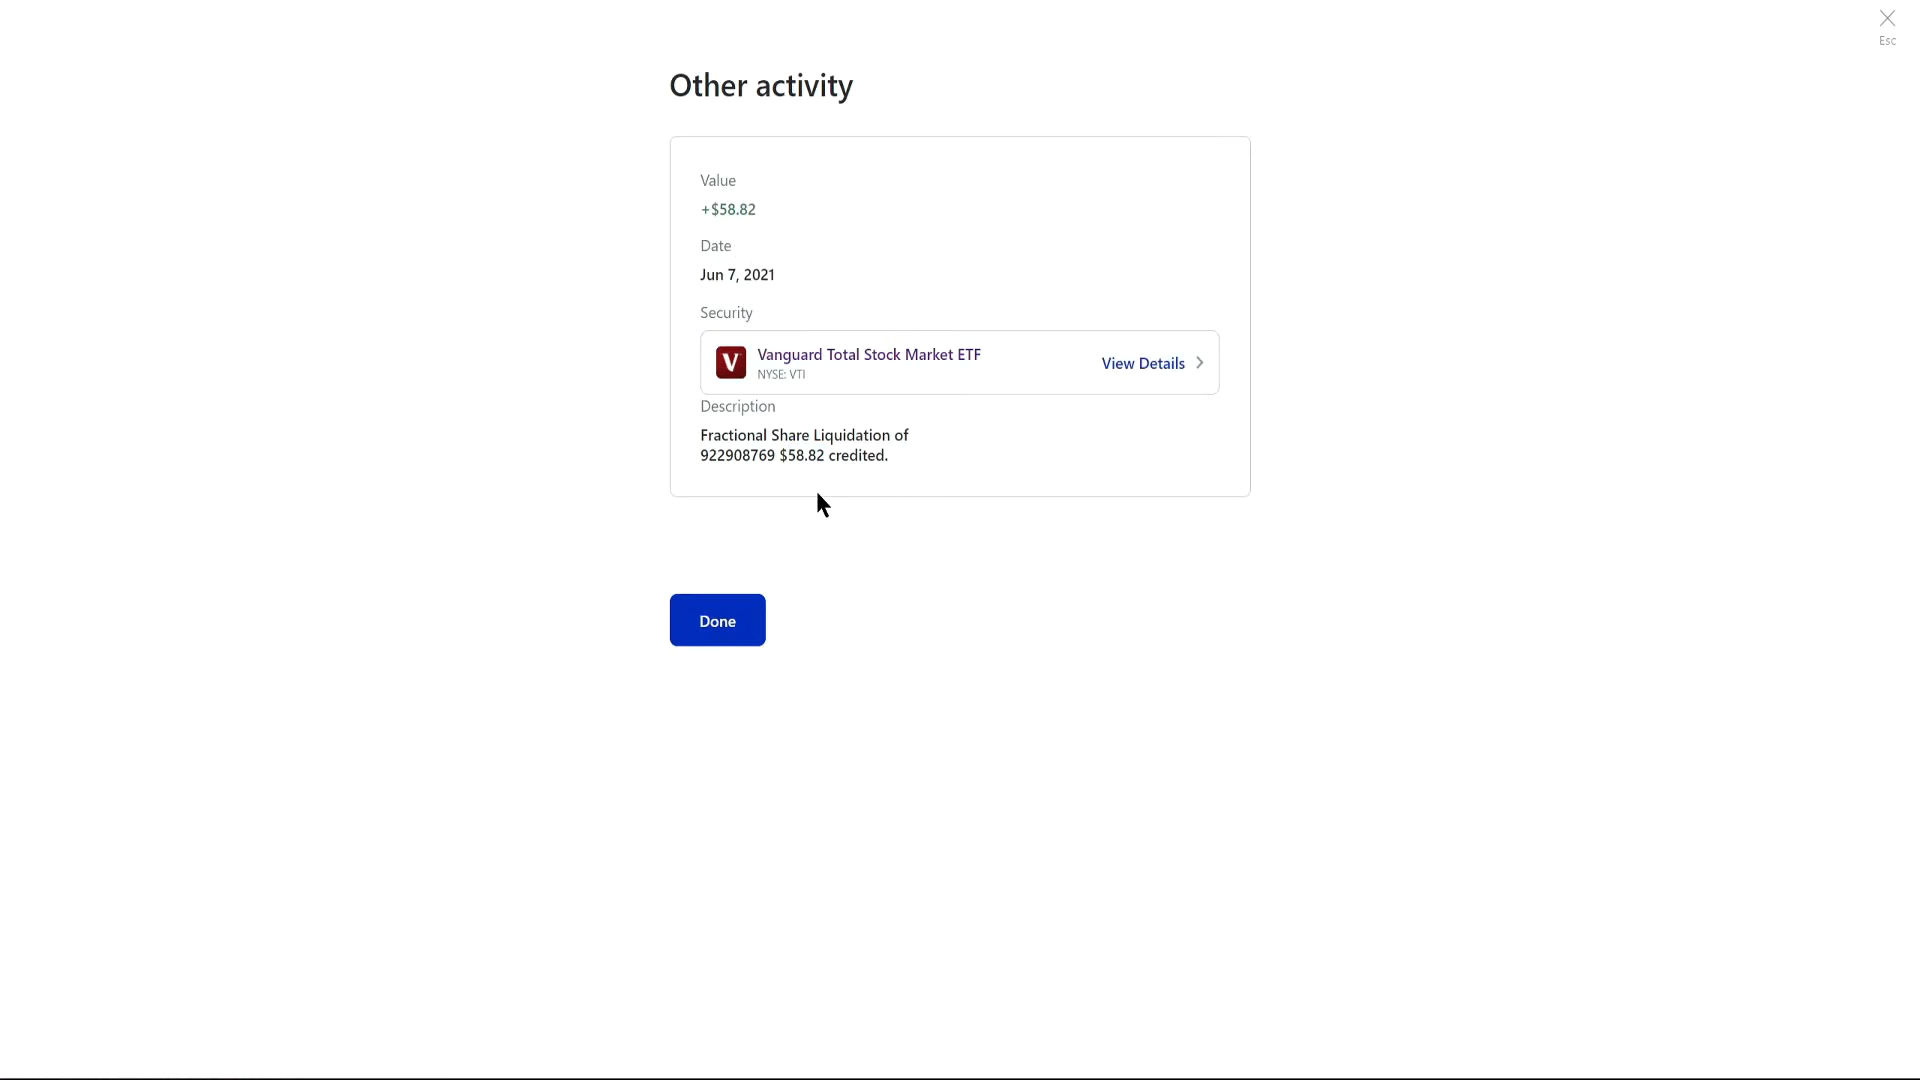 Esc
Other activity
Value
+$58.82
Date
Jun 7, 2021
Security
V
Vanguard Total Stock Market ETF
NYSE: VTI
View Details
Description
Fractional Share Liquidation of
922908769 $58.82 credited.
Done